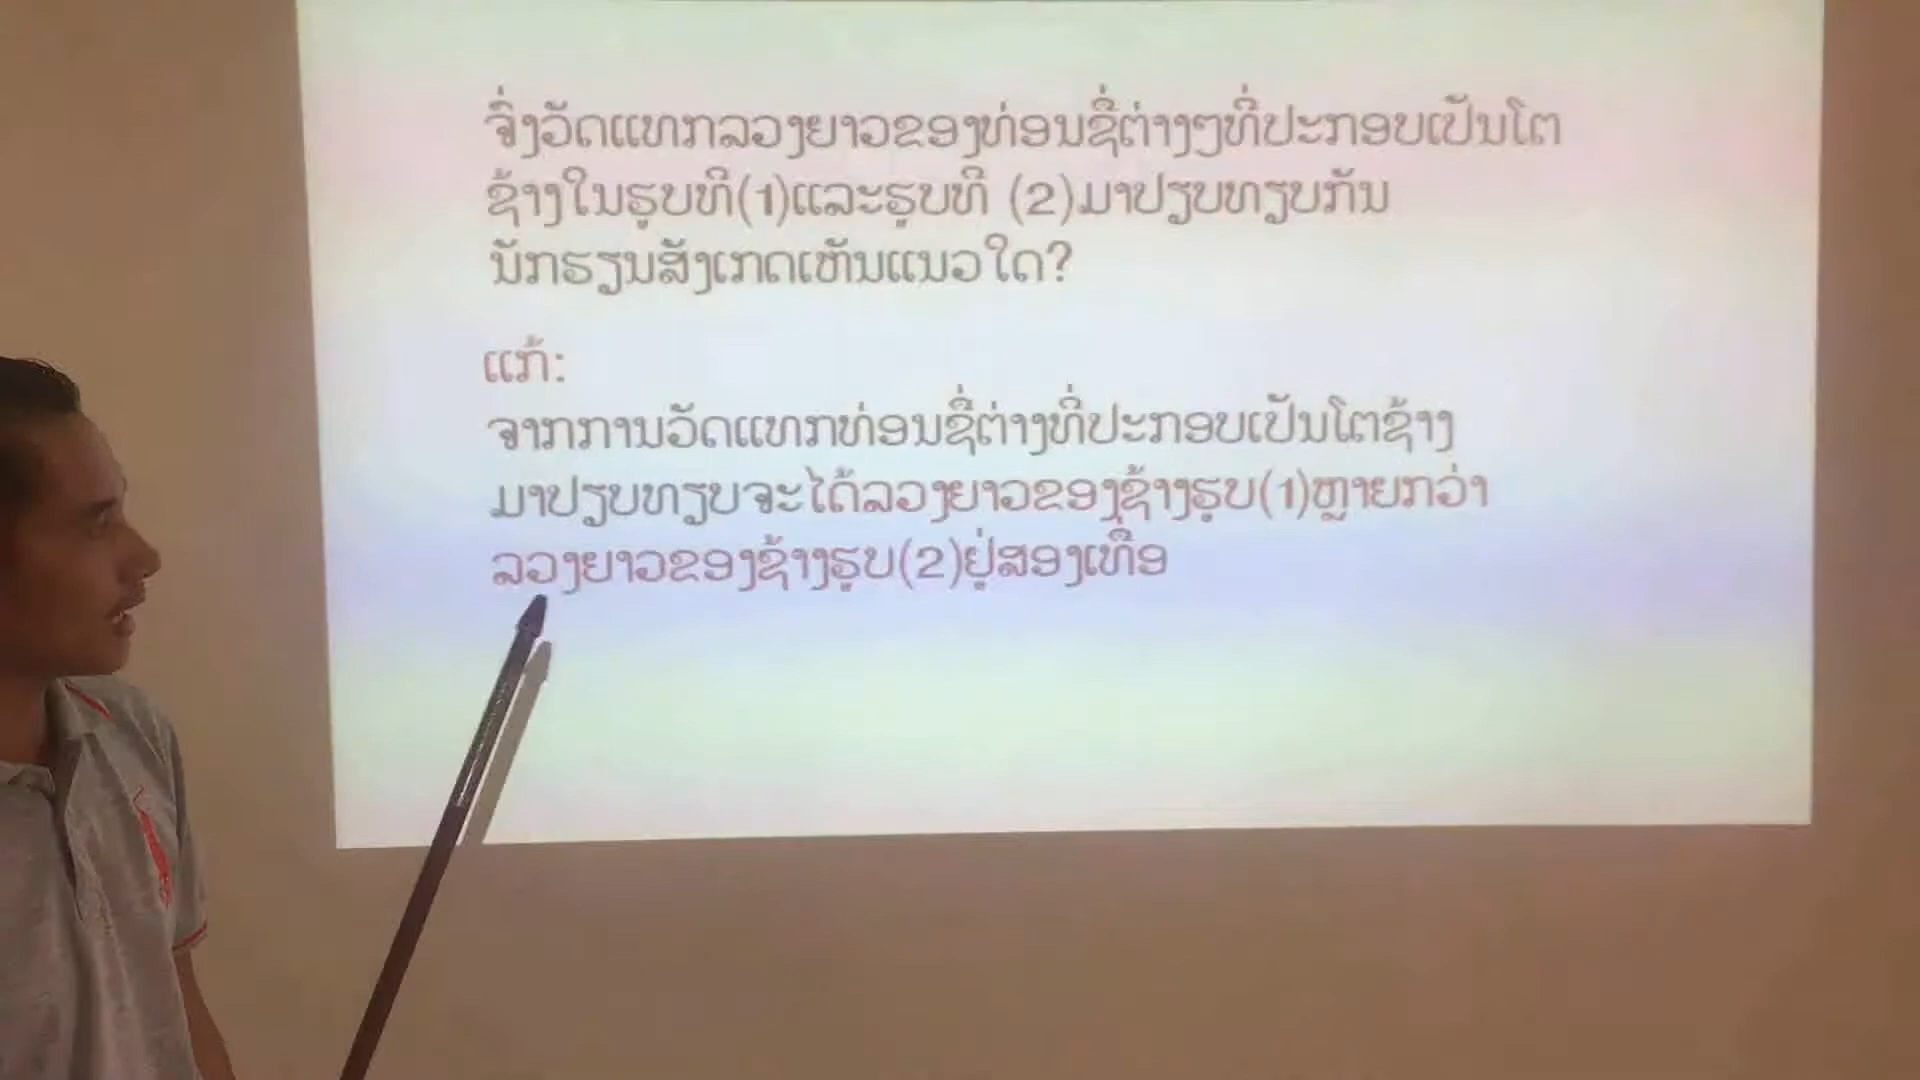 ຈົ່ງວັດແທກລວງຍາວຂອງທ່ອນຊື່ຕ່າງໆທີ່ປະກອບເປັນໂຕ
ຊ້າງໃນຮູບທີ(1)ແລະຮູບທີ (2)ມາປຽບທຽບກັນ
ນັກຮຽນສັງເກດເຫັນແນວໃດ?
ແກ້:
ຈາກການວັດແທກທ່ອນຊື່ຕ່າງທີ່ປະກອບເປັນໂຕຊ້າງ
ມາປຽບທຽບຈະໄດ້ລວງຍາວຂອງຊ້າງຮູບ(1)ຫຼາຍກວ່າ
ລວງຍາວຂອງຊ້າງຮູບ(2)ຢູ່ສອງເທື່ອ